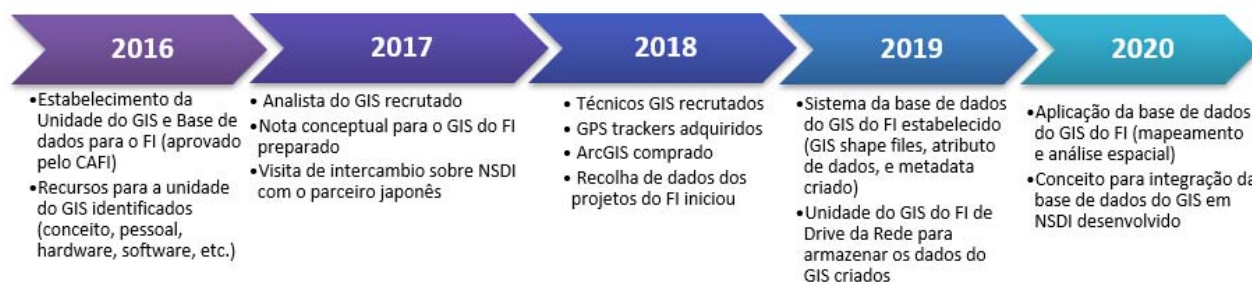 2016
•Estabelecimento da
Unidade do GIS e Base de
dados para o FI (aprovado
pelo CAFI)
•Recursos para a unidade
do GIS identificados
(conceito, pessoal,
hardware, software, etc.)
2017
• Analista do GIS recrutado
•Nota conceptual para o GIS do FI
preparado
•Visita de intercambio sobre NSDI
com o parceiro japonês
2018
• Técnicos GIS recrutados
• GPS trackers adquiridos
• ArcGIS comprado
• Recolha de dados dos
projetos do FI iniciou
2019
•Sistema da base de dados
do GIS do FI estabelecido
(GIS shape files, atributo
de dados, e metadata
criado)
•Unidade do GIS do FI de
Drive da Rede para
armazenar os dados do
GIS criados
2020
•Aplicação da base de dados
do GIS do FI (mapeamento
e análise espacial)
•Conceito para integração da
base de dados do GIS em
NSDI desenvolvido